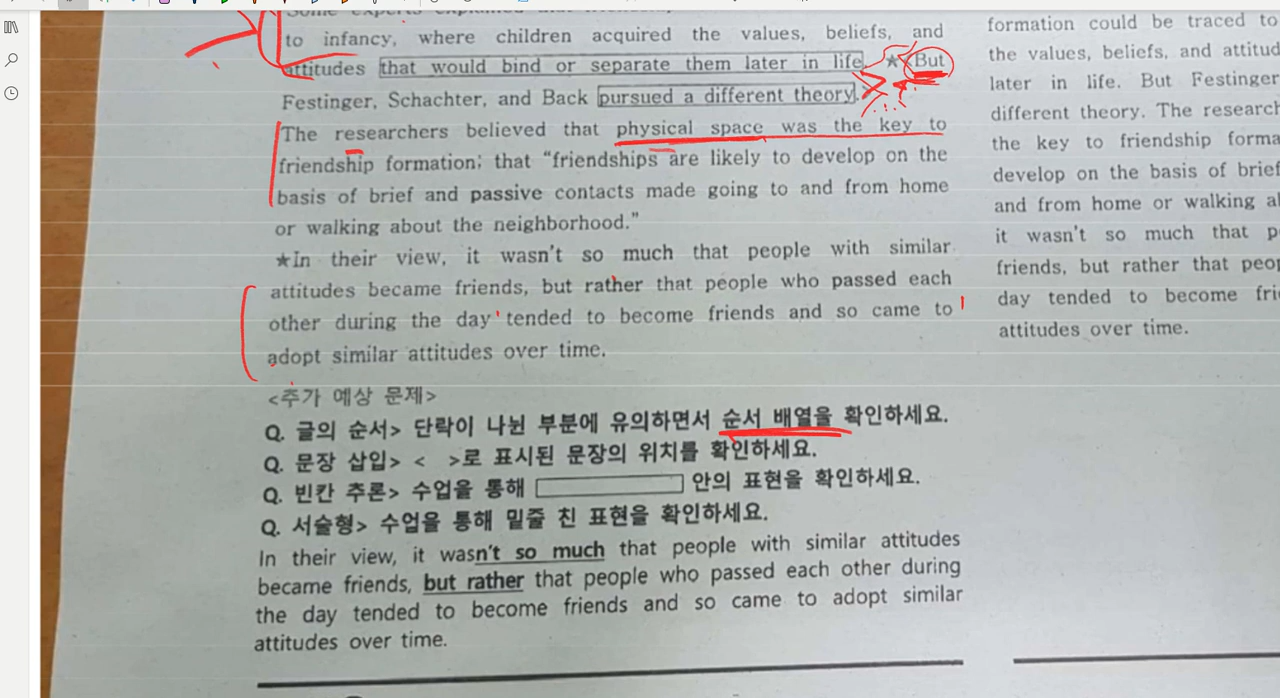 to infancy, where children acquired the values, beliefs, and
attitudes that would bind or separate them later in life. ★But
Festinger, Schachter, and Back pursued a different theory.
The researchers believed that physical space was the key to
friendship formation; that “friendships are likely to develop on the
basis of brief and passive contacts made going to and from home
or walking about the neighborhood.”
★In their view, it wasn't so much that people with similar
attitudes became friends, but rather that people who passed each
other during the day tended to become friends and so came to
adopt similar attitudes over time.
<추가 예상 문제>
Q. 글의 순서> 단락이 나뉜 부분에 유의하면서 순서 배열을 확인하세요.
Q. 문장 삽입> < >로 표시된 문장의 위치를 확인하세요.
Q. 빈칸 추론> 수업을 통해 안의 표현을 확인하세요.
Q. 서술형> 수업을 통해 밑줄 친 표현을 확인하세요.
In their view, it wasn't so much that people with similar attitudes
became friends, but rather that people who passed each other during
the day tended to become friends and so came to adopt similar
attitudes over time.
formation could be traced to
the values, beliefs, and
later in life. But Festinger
different theory. The
the key to friendship
develop on the basis of brief
and from home or walking
it wasn't so much that
friends, but rather that
day tended to become
attitudes over time.